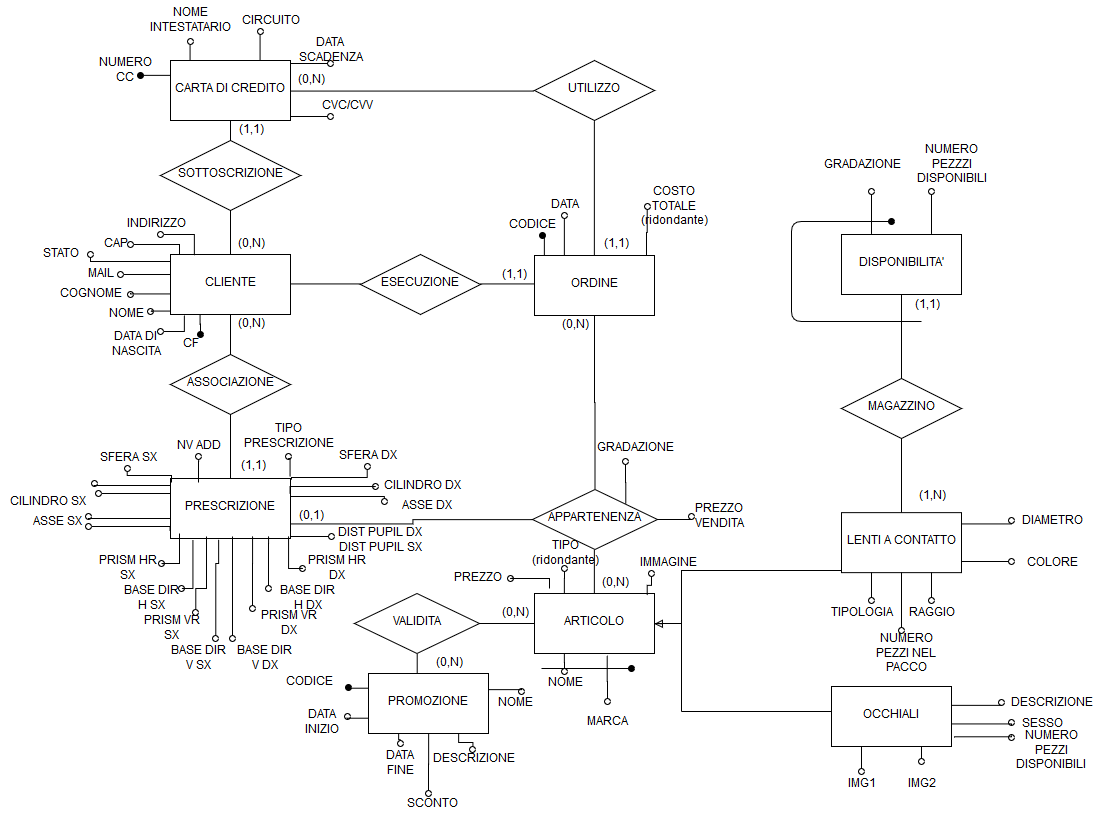 NOME
INTESTATARIO
CIRCUITO
DATA
SCADENZA
NUMERO
CC
CARTA DI CREDITO
(0,N)
UTILIZZO
CVC/CVV
(1,1)
SOTTOSCRIZIONE
GRADAZIONE
NUMERO
PEZZZI
DISPONIBILI
INDIRIZZO
CAP
STATO
MAIL
COGNOME
NOME
DATA DI
NASCITA
CF
(0,N)
CLIENTE
(0,N)
ESECUZIONE
(1,1)
CODICE
DATA
COSTO
TOTALE
(ridondante)
(1,1)
ORDINE
(0,N)
DISPONIBILITA'
(1,1)
ASSOCIAZIONE
MAGAZZINO
TIPO
PRESCRIZIONE
NV ADD
SFERA SX
SFERA DX
(1,1)
CILINDRO SX
CILINDRO DX
ASSE SX
ASSE DX
PRESCRIZIONE
(0,1)
DIST PUPIL DX
DIST PUPIL SX
PRISM HR
SX
PRISM HR
DX
BASE DIR
H SX
BASE DIR
H DX
PRISM VR
SX
PRISM VR
DX
BASE DIR
V SX
BASE DIR
V DX
GRADAZIONE
APPARTENENZA
PREZZO
VENDITA
(1,N)
LENTI A CONTATTO
DIAMETRO
COLORE
TIPOLOGIA
RAGGIO
NUMERO
PEZZI NEL
PACCO
TIPO
(ridondante)
IMMAGINE
PREZZO
(0,N)
(0,N)
VALIDITA
ARTICOLO
NOME
MARCA
(0,N)
CODICE
PROMOZIONE
NOME
DATA
INIZIO
DATA
FINE
DESCRIZIONE
SCONTO
OCCHIALI
DESCRIZIONE
SESSO
NUMERO
PEZZI
DISPONIBILI
IMG1
IMG2